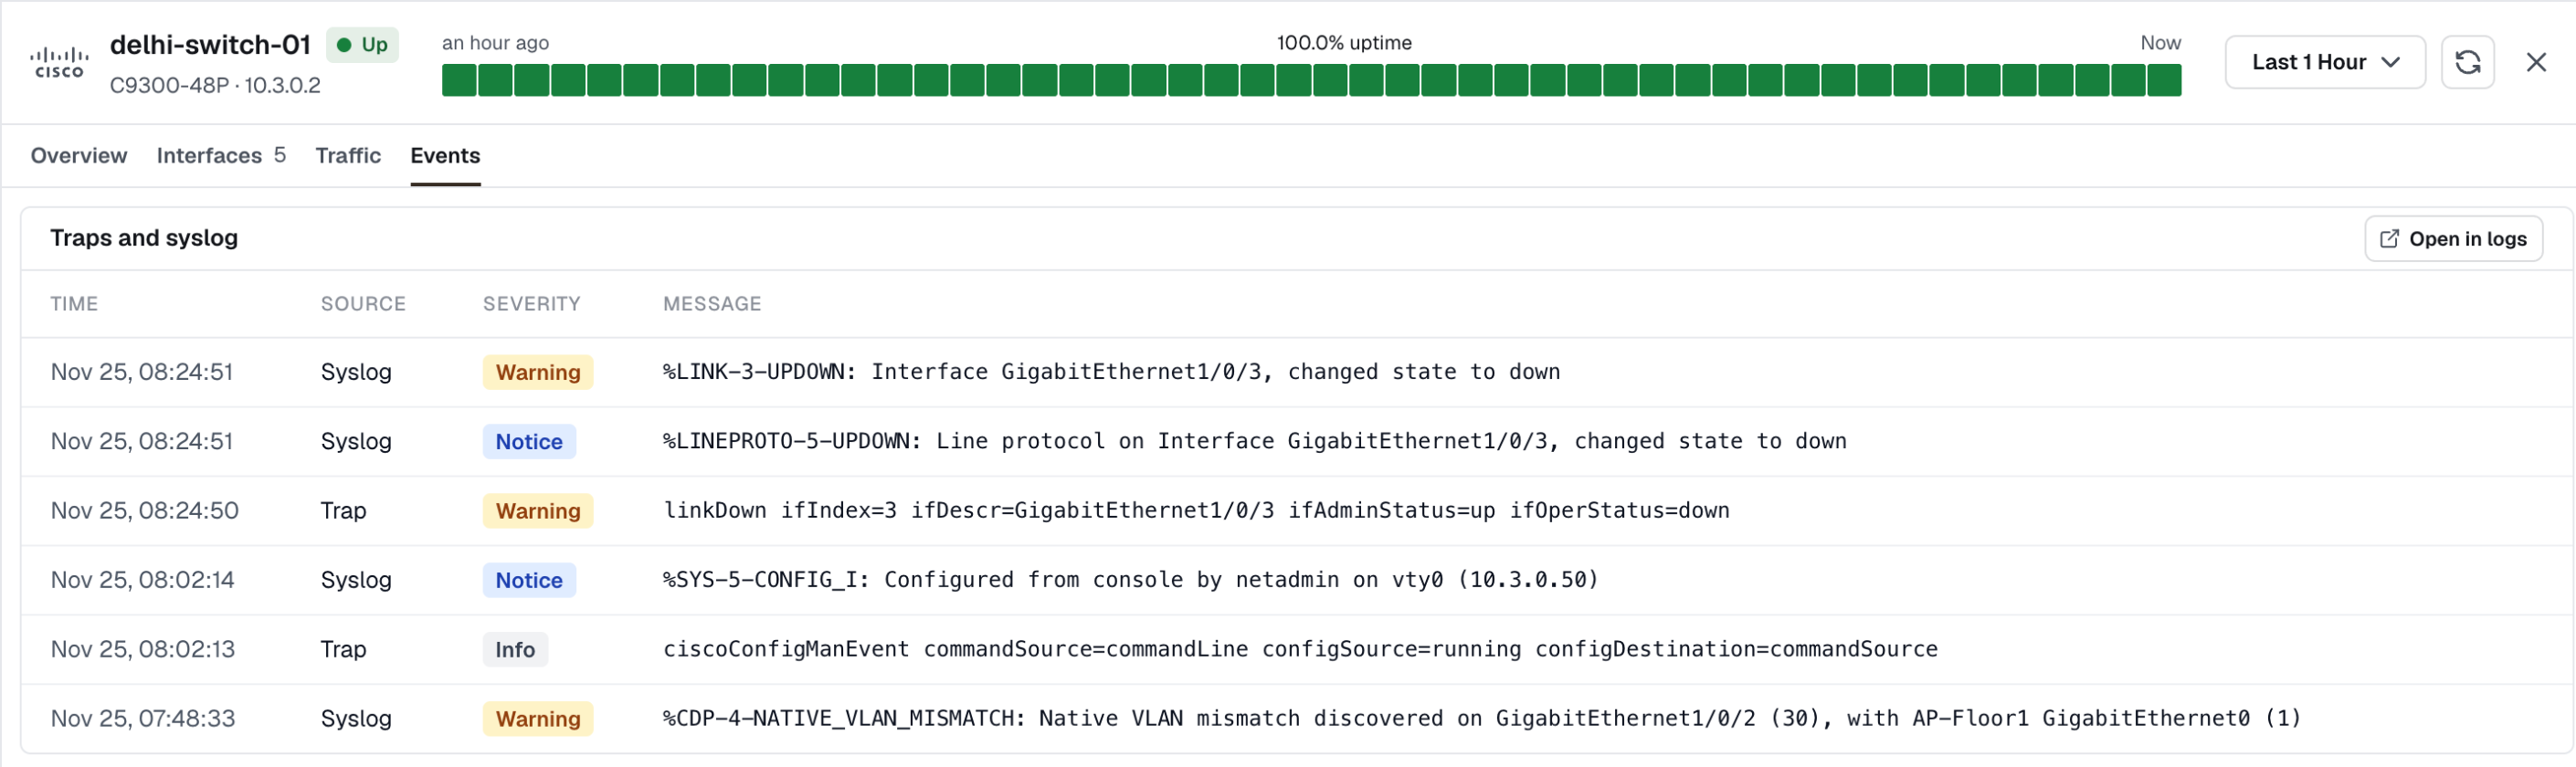 cisco
delhi-switch-01 Up
C9300-48P · 10.3.0.2
an hour ago 100.0% uptime Now
Last 1 Hour
Overview Interfaces 5 Traffic Events
Traps and syslog
Open in logs
TIME SOURCE SEVERITY MESSAGE
Nov 25, 08:24:51 Syslog Warning %LINK-3-UPDOWN: Interface GigabitEthernet1/0/3, changed state to down
Nov 25, 08:24:51 Syslog Notice %LINEPROTO-5-UPDOWN: Line protocol on Interface GigabitEthernet1/0/3, changed state to down
Nov 25, 08:24:50 Trap Warning linkDown ifIndex=3 ifDescr=GigabitEthernet1/0/3 ifAdminStatus=up ifOperStatus=down
Nov 25, 08:02:14 Syslog Notice %SYS-5-CONFIG_I: Configured from console by netadmin on vty0 (10.3.0.50)
Nov 25, 08:02:13 Trap Info ciscoConfigManEvent commandSource=commandLine configSource=running configDestination=commandSource
Nov 25, 07:48:33 Syslog Warning %CDP-4-NATIVE_VLAN_MISMATCH: Native VLAN mismatch discovered on GigabitEthernet1/0/2 (30), with AP-Floor1 GigabitEthernet0 (1)